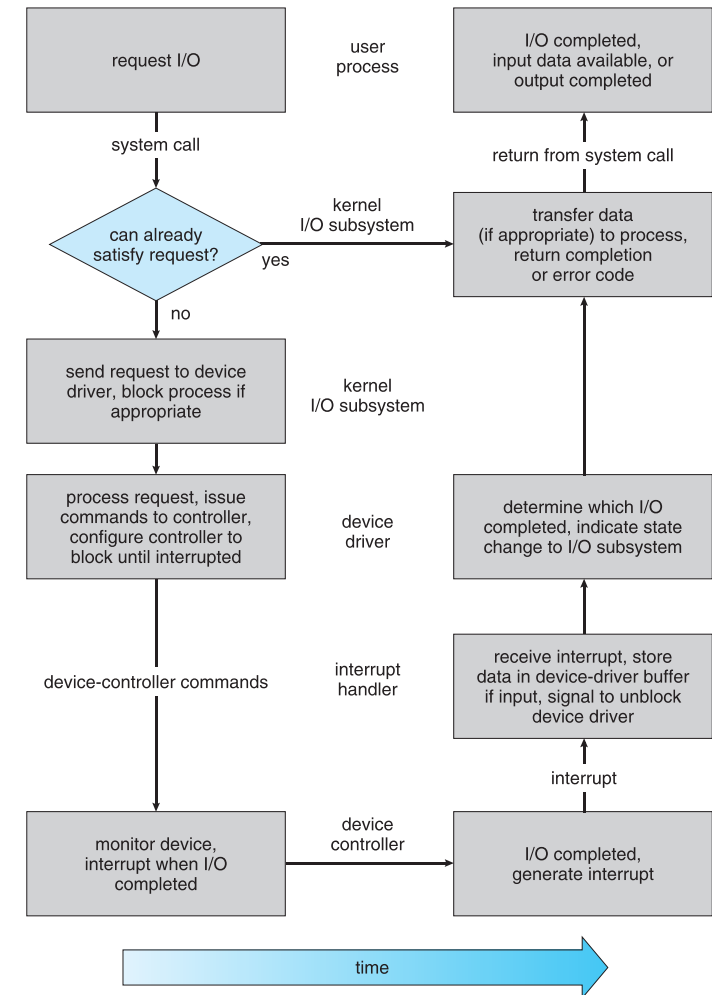 request I/O
user
process
I/O completed,
input data available, or
output completed
system call
return from system call
can already
satisfy request?
kernel
I/O subsystem
yes
transfer data
(if appropriate) to process,
return completion
or error code
no
send request to device
driver, block process if
appropriate
kernel
I/O subsystem
process request, issue
commands to controller,
configure controller to
block until interrupted
device
driver
determine which I/O
completed, indicate state
change to I/O subsystem
device-controller commands
interrupt
handler
receive interrupt, store
data in device-driver buffer
if input, signal to unblock
device driver
interrupt
monitor device,
interrupt when I/O
completed
device
controller
I/O completed,
generate interrupt
time